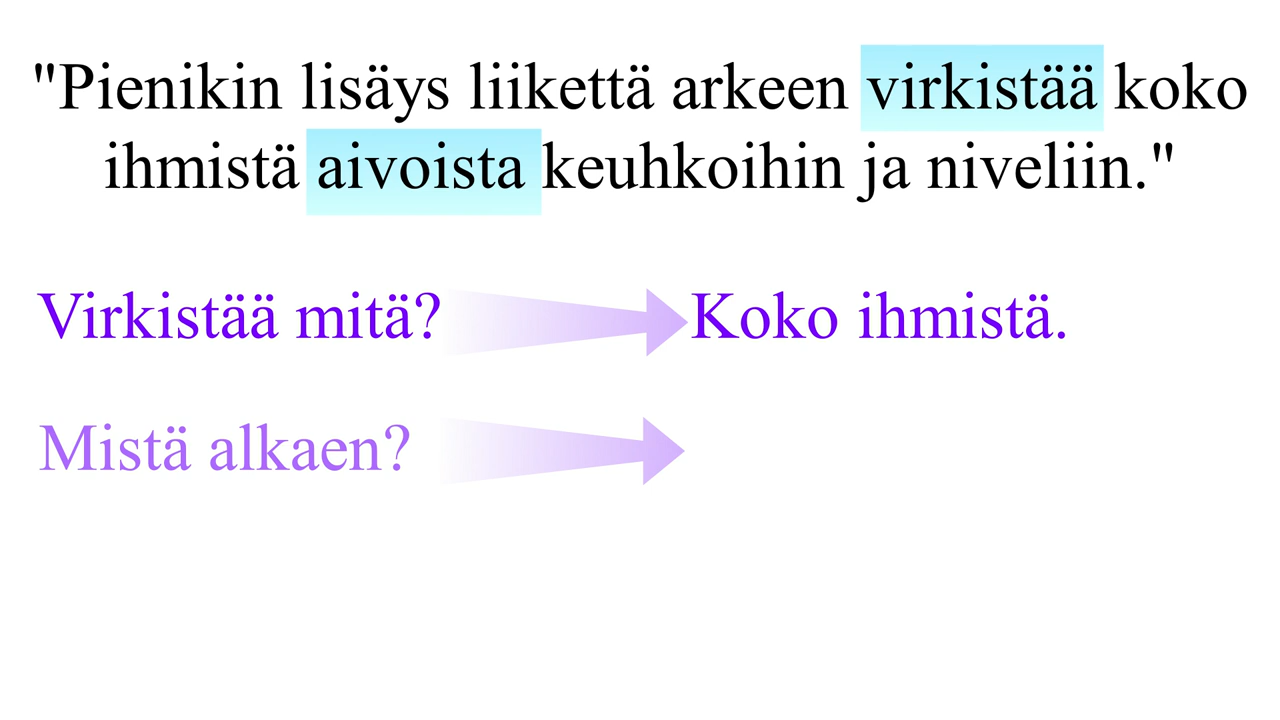 "Pienikin lisäys liikettä arkeen virkistää koko
ihmistä aivoista keuhkoihin ja niveliin."
Virkistää mitä? Koko ihmistä.
Mistä alkaen?